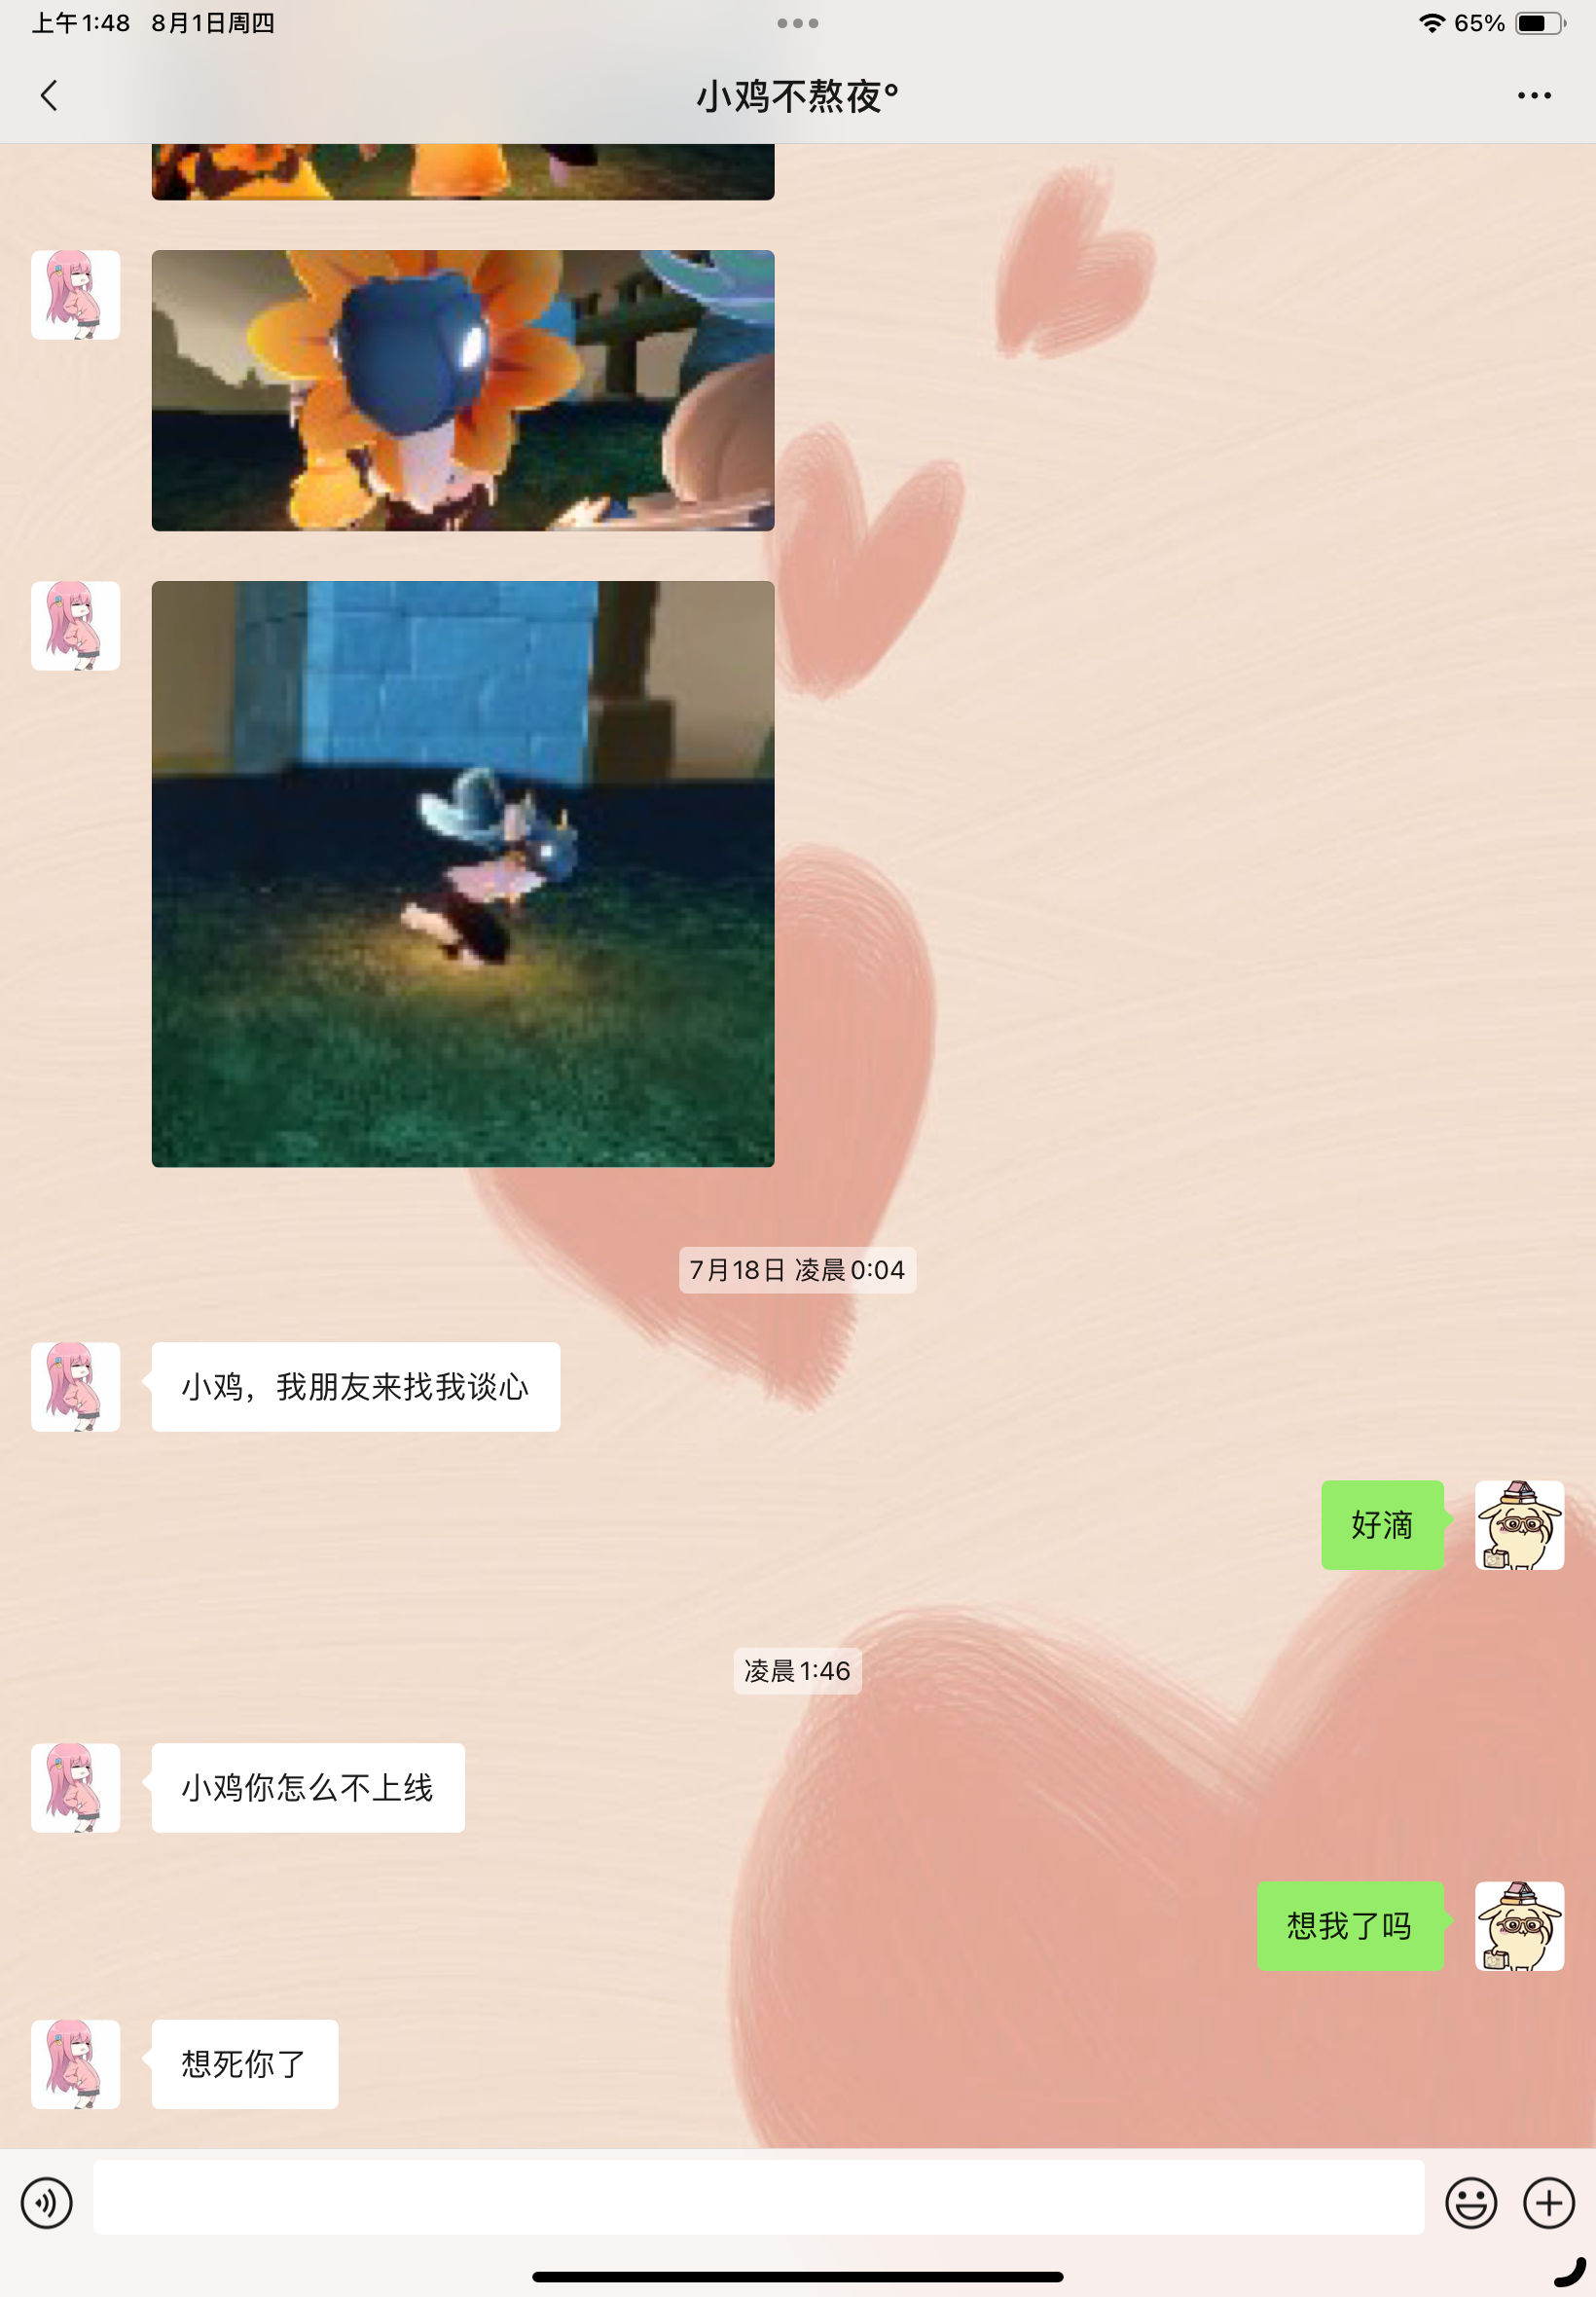 上午1:48 8月1日周四
65%
小鸡不熬夜°
7月18日 凌晨0:04
小鸡，我朋友来找我谈心
好滴
凌晨1:46
小鸡你怎么不上线
想我了吗
想死你了